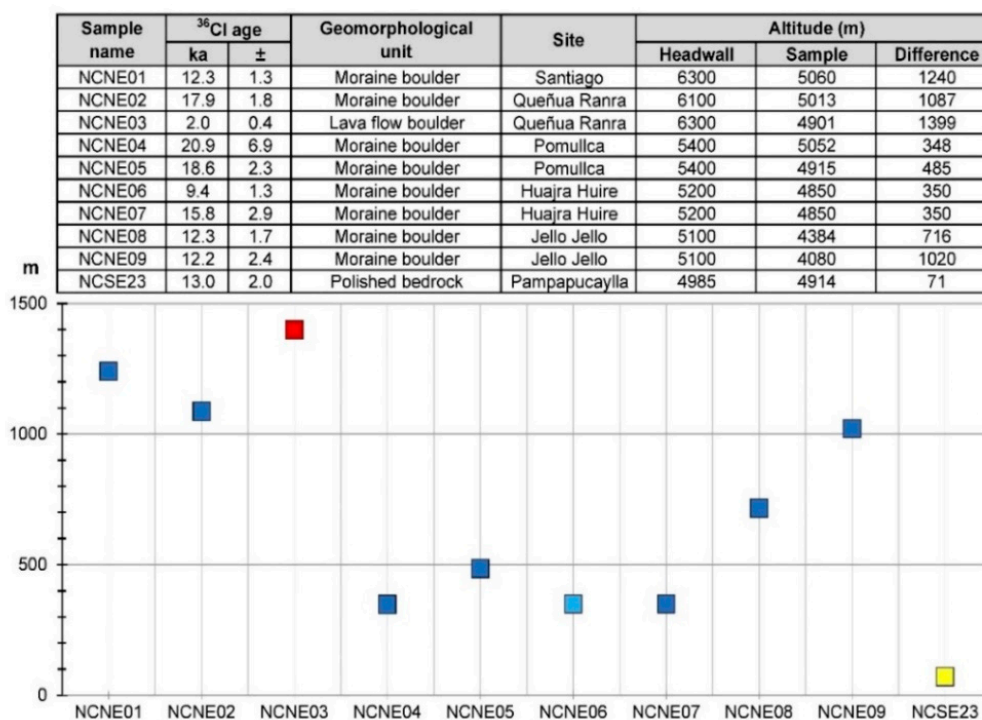 Sample name ³⁶Cl age Geomorphological unit Site Altitude (m)
ka ± Headwall Sample Difference
NCNE01 12.3 1.3 Moraine boulder Santiago 6300 5060 1240
NCNE02 17.9 1.8 Moraine boulder Queñua Ranra 6100 5013 1087
NCNE03 2.0 0.4 Lava flow boulder Queñua Ranra 6300 4901 1399
NCNE04 20.9 6.9 Moraine boulder Pomullca 5400 5052 348
NCNE05 18.6 2.3 Moraine boulder Pomullca 5400 4915 485
NCNE06 9.4 1.3 Moraine boulder Huajra Huire 5200 4850 350
NCNE07 15.8 2.9 Moraine boulder Huajra Huire 5200 4850 350
NCNE08 12.3 1.7 Moraine boulder Jello Jello 5100 4384 716
NCNE09 12.2 2.4 Moraine boulder Jello Jello 5100 4080 1020
NCSE23 13.0 2.0 Polished bedrock Pampapucaylla 4985 4914 71
m
1500
1000
500
0
NCNE01 NCNE02 NCNE03 NCNE04 NCNE05 NCNE06 NCNE07 NCNE08 NCNE09 NCSE23